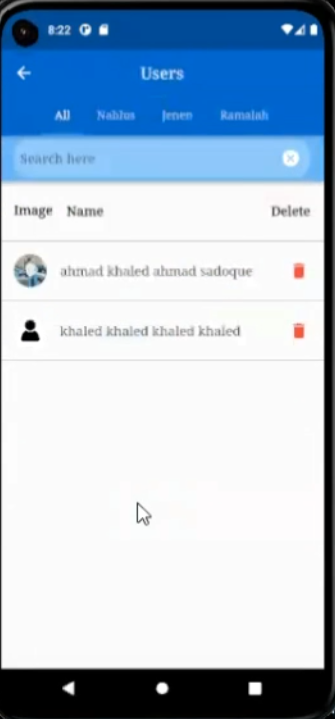 8:22
Users
All Nablus Jenen Ramalah
Search here
Image Name Delete
ahmad khaled ahmad sadoque
khaled khaled khaled khaled